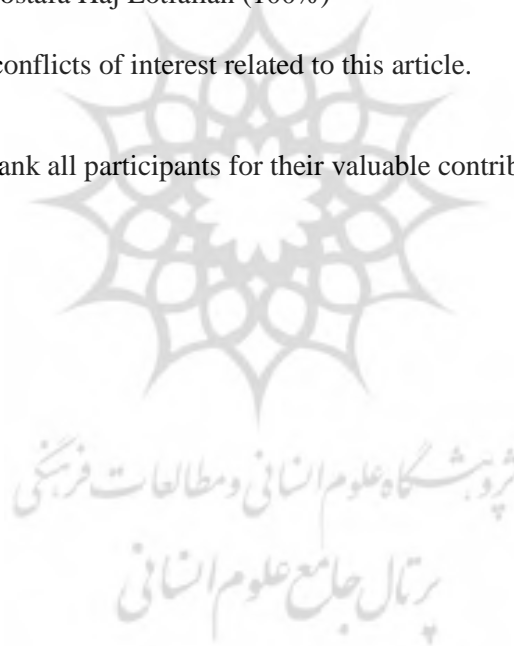 ostafa Haj Lotfalian (100%)
conflicts of interest related to this article.
ank all participants for their valuable contrib
پژوهشگاه علوم انسانی و مطالعات فرهنگی
پرتال جامع علوم انسانی